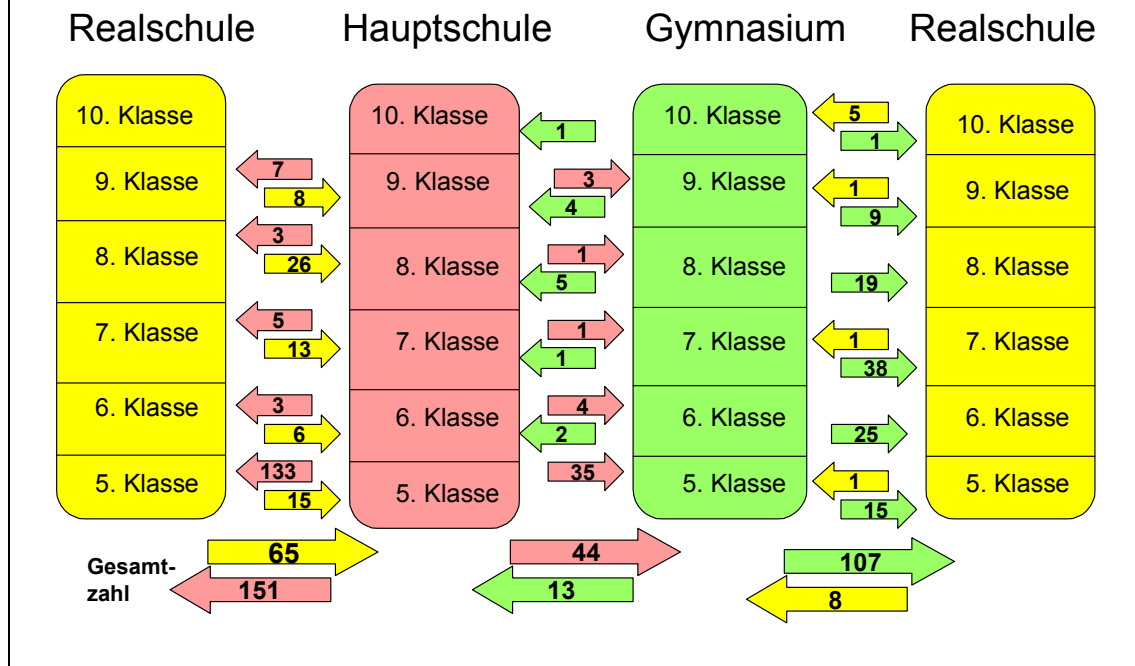 Realschule Hauptschule Gymnasium Realschule
10. Klasse 10. Klasse 10. Klasse 10. Klasse
1 5 1
9. Klasse 9. Klasse 9. Klasse 9. Klasse
7 8 3 4 1 9
8. Klasse 8. Klasse 8. Klasse 8. Klasse
3 26 1 5 19
7. Klasse 7. Klasse 7. Klasse 7. Klasse
5 13 1 1 1 38
6. Klasse 6. Klasse 6. Klasse 6. Klasse
3 6 4 2 25
5. Klasse 5. Klasse 5. Klasse 5. Klasse
133 15 35 1 15
Gesamt-
zahl
65 44 107
151 13 8